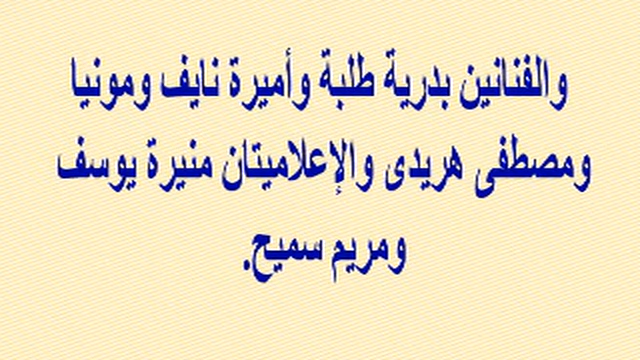 والفنانين بدرية طلبة وأميرة نايف ومونيا
ومصطفى هريدى والإعلاميتان منيرة يوسف
ومريم سميح.